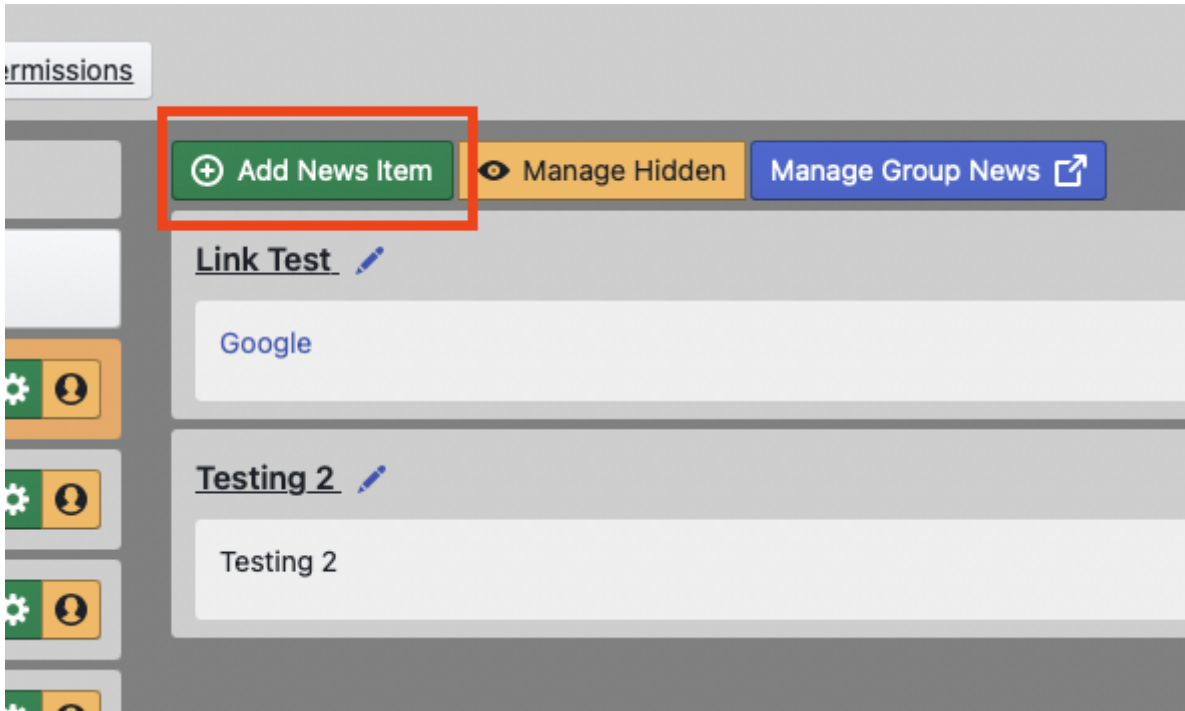 ermissions
Add News Item
Manage Hidden
Manage Group News
Link Test
Google
Testing 2
Testing 2